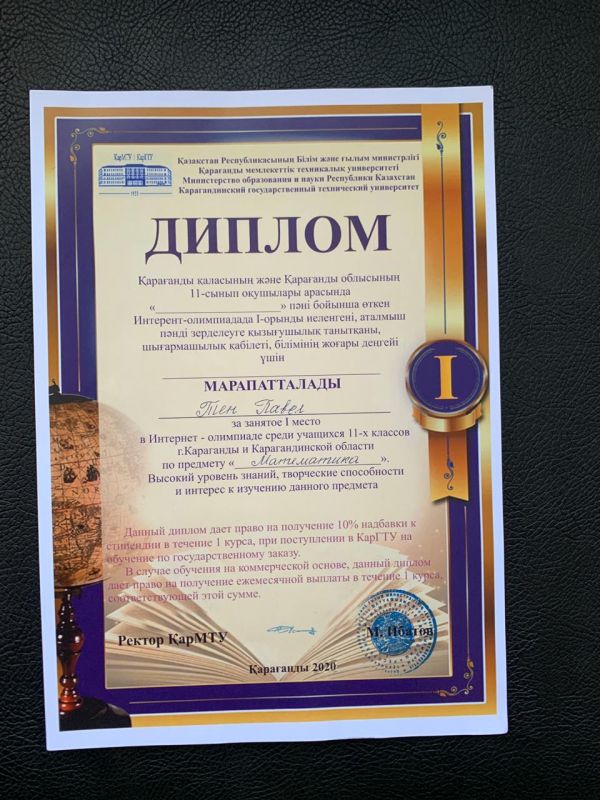 ҚарМТУ | КарГТУ
1953
Қазақстан Республикасының Білім және ғылым министрлігі
Қарағанды мемлекеттік техникалық университеті
Министерство образования и науки Республики Казахстан
Карагандинский государственный технический университет
ДИПЛОМ
Қарағанды қаласының және Қарағанды облысының
11-сынып оқушылары арасында
«____________________» пәні бойынша өткен
Интерент-олимпиадада I-орынды иеленгені, аталмыш
пәнді зерделеуге қызығушылық танытқаны,
шығармашылық қабілеті, білімінің жоғары деңгейі
үшін
МАРАПАТТАЛАДЫ
Тен Павел
за занятое I место
в Интернет - олимпиаде среди учащихся 11-х классов
г.Караганды и Карагандинской области
по предмету «Математика».
Высокий уровень знаний, творческие способности
и интерес к изучению данного предмета
I
Данный диплом дает право на получение 10% надбавки к
стипендии в течение 1 курса, при поступлении в КарГТУ на
обучение по государственному заказу.
В случае обучения на коммерческой основе, данный диплом
дает право на получение ежемесячной выплаты в течение 1 курса,
соответствующей этой сумме.
Ректор ҚарМТУ
М. Ибатов
Қарағанды 2020